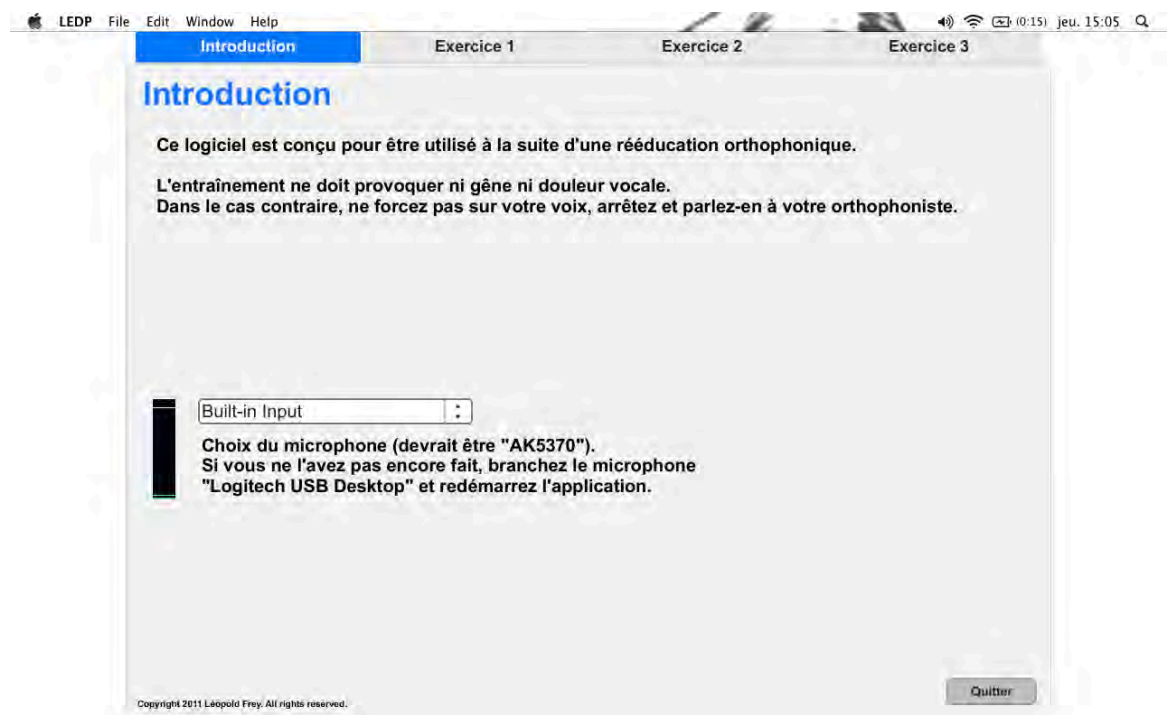 LEDP File Edit Window Help (0:15) jeu. 15:05
Introduction Exercice 1 Exercice 2 Exercice 3
Introduction
Ce logiciel est conçu pour être utilisé à la suite d'une rééducation orthophonique.
L'entraînement ne doit provoquer ni gêne ni douleur vocale.
Dans le cas contraire, ne forcez pas sur votre voix, arrêtez et parlez-en à votre orthophoniste.
Built-in Input
Choix du microphone (devrait être "AK5370").
Si vous ne l'avez pas encore fait, branchez le microphone
"Logitech USB Desktop" et redémarrez l'application.
Quitter
Copyright 2011 Léopold Frey. All rights reserved.